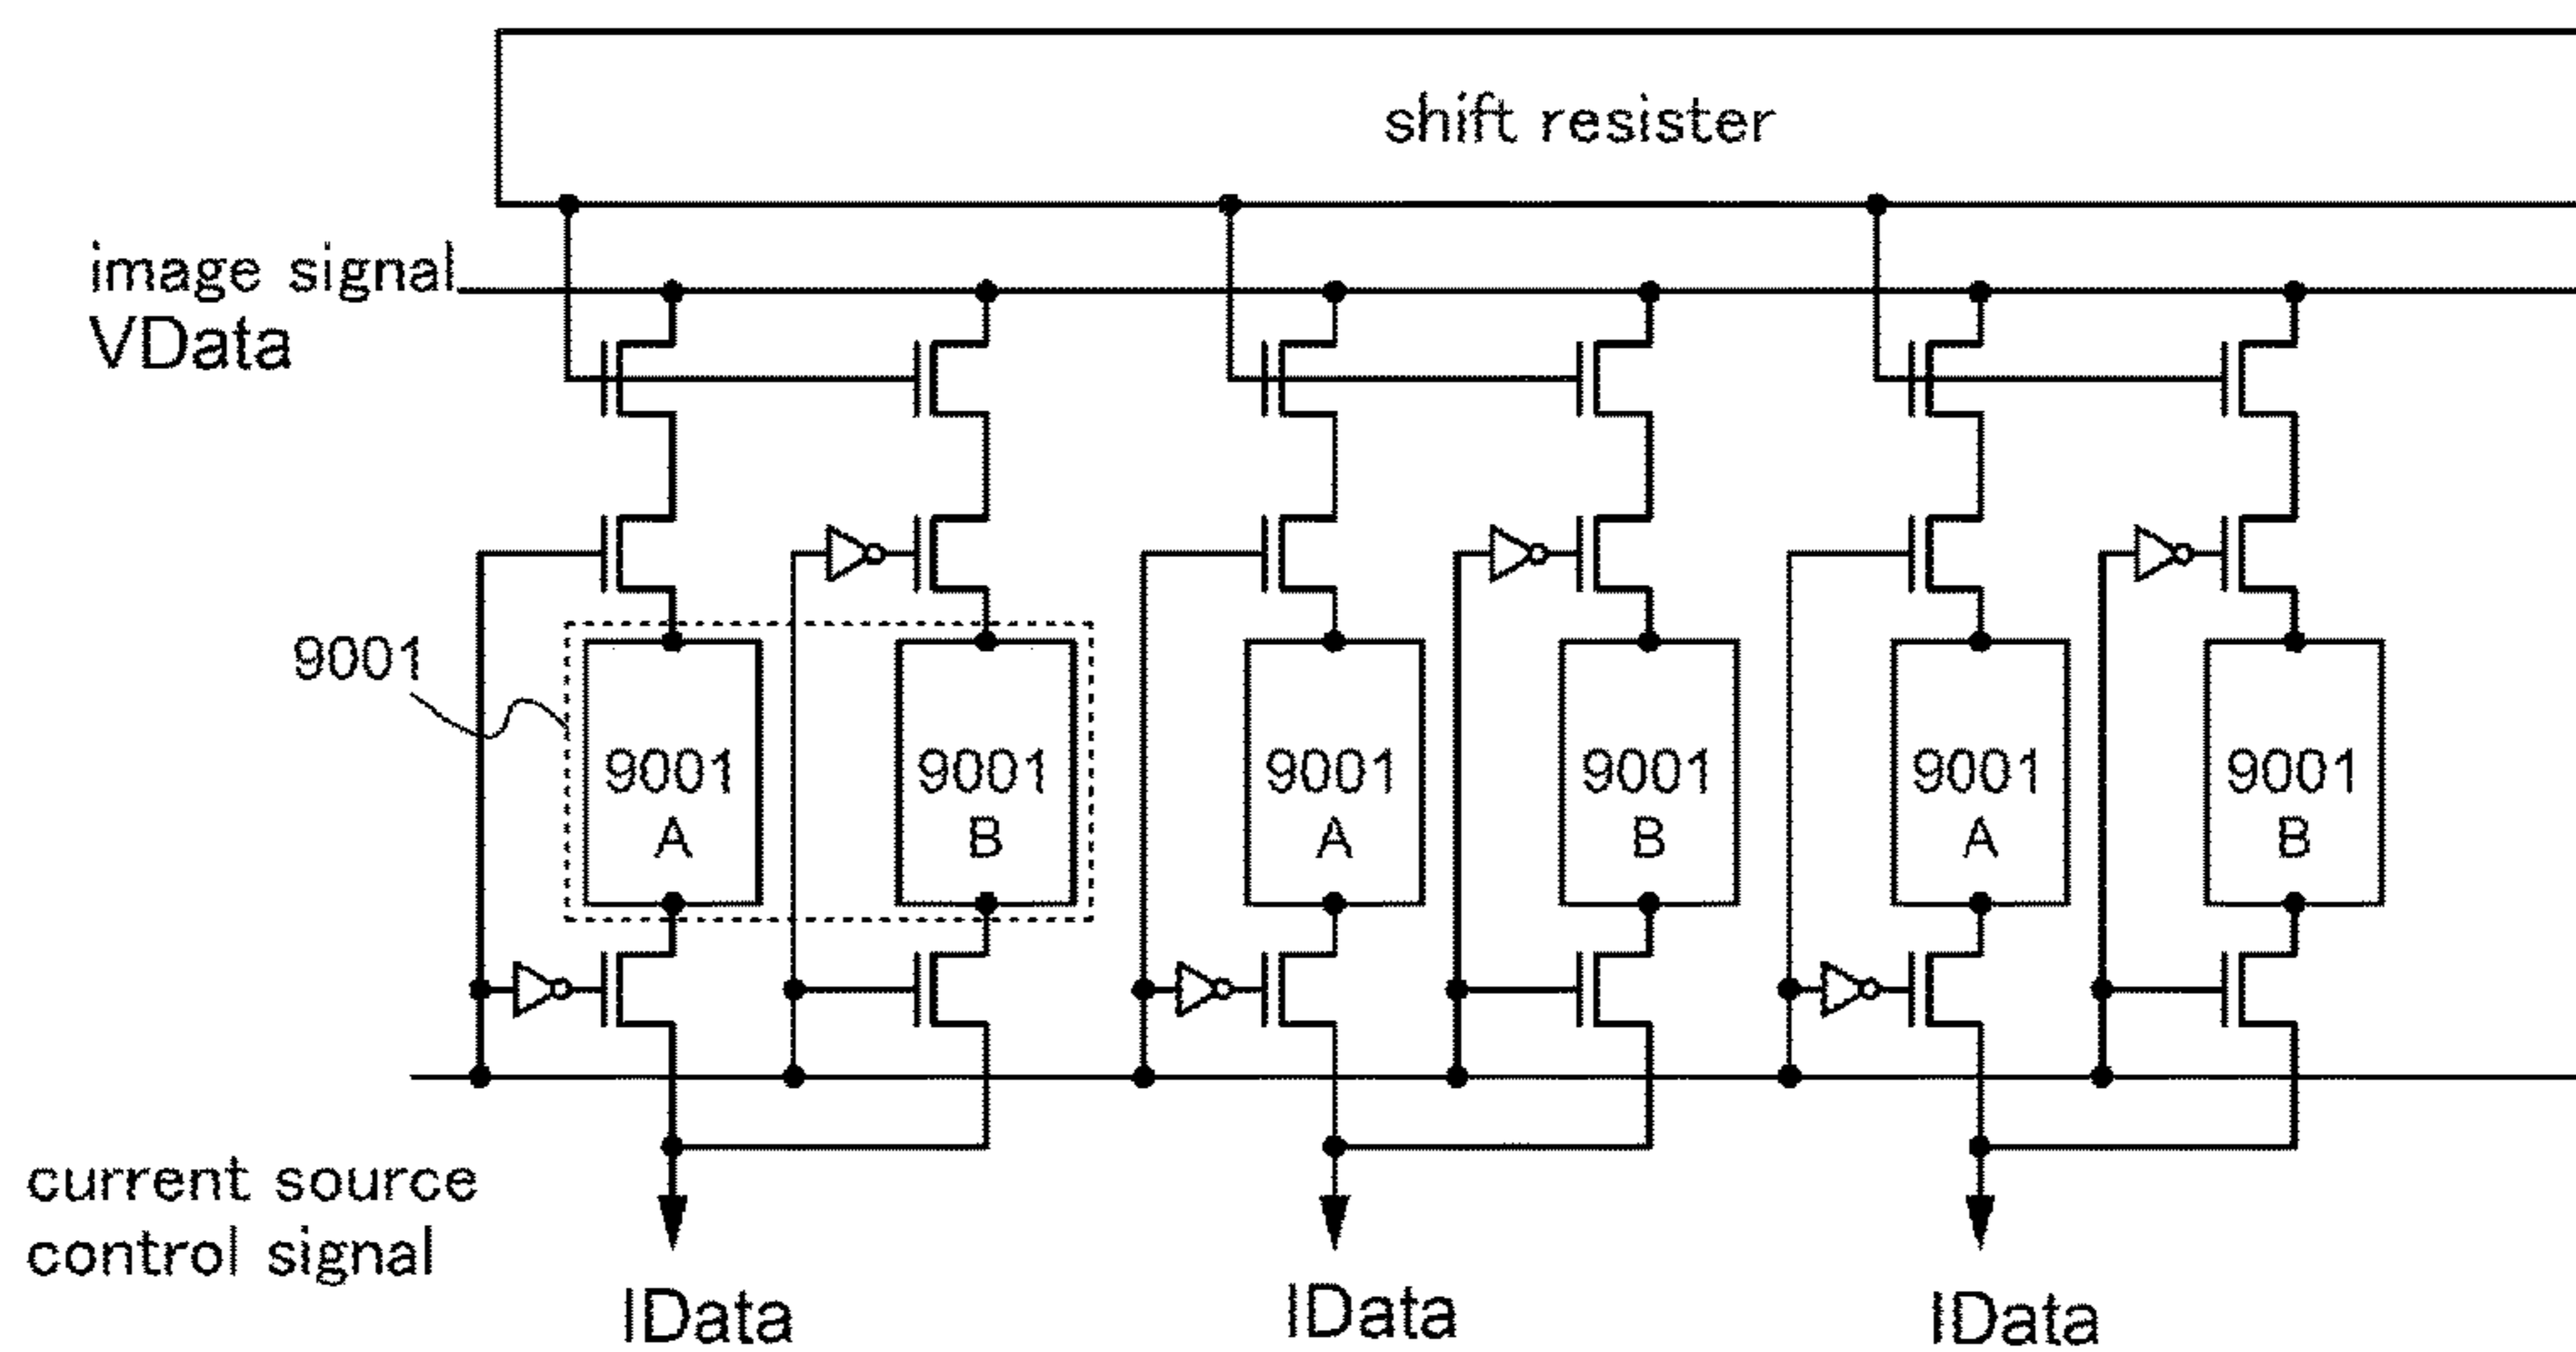 shift resister
image signal
VData
9001
9001
A
9001
B
9001
A
9001
B
9001
A
9001
B
current source
control signal
IData
IData
IData